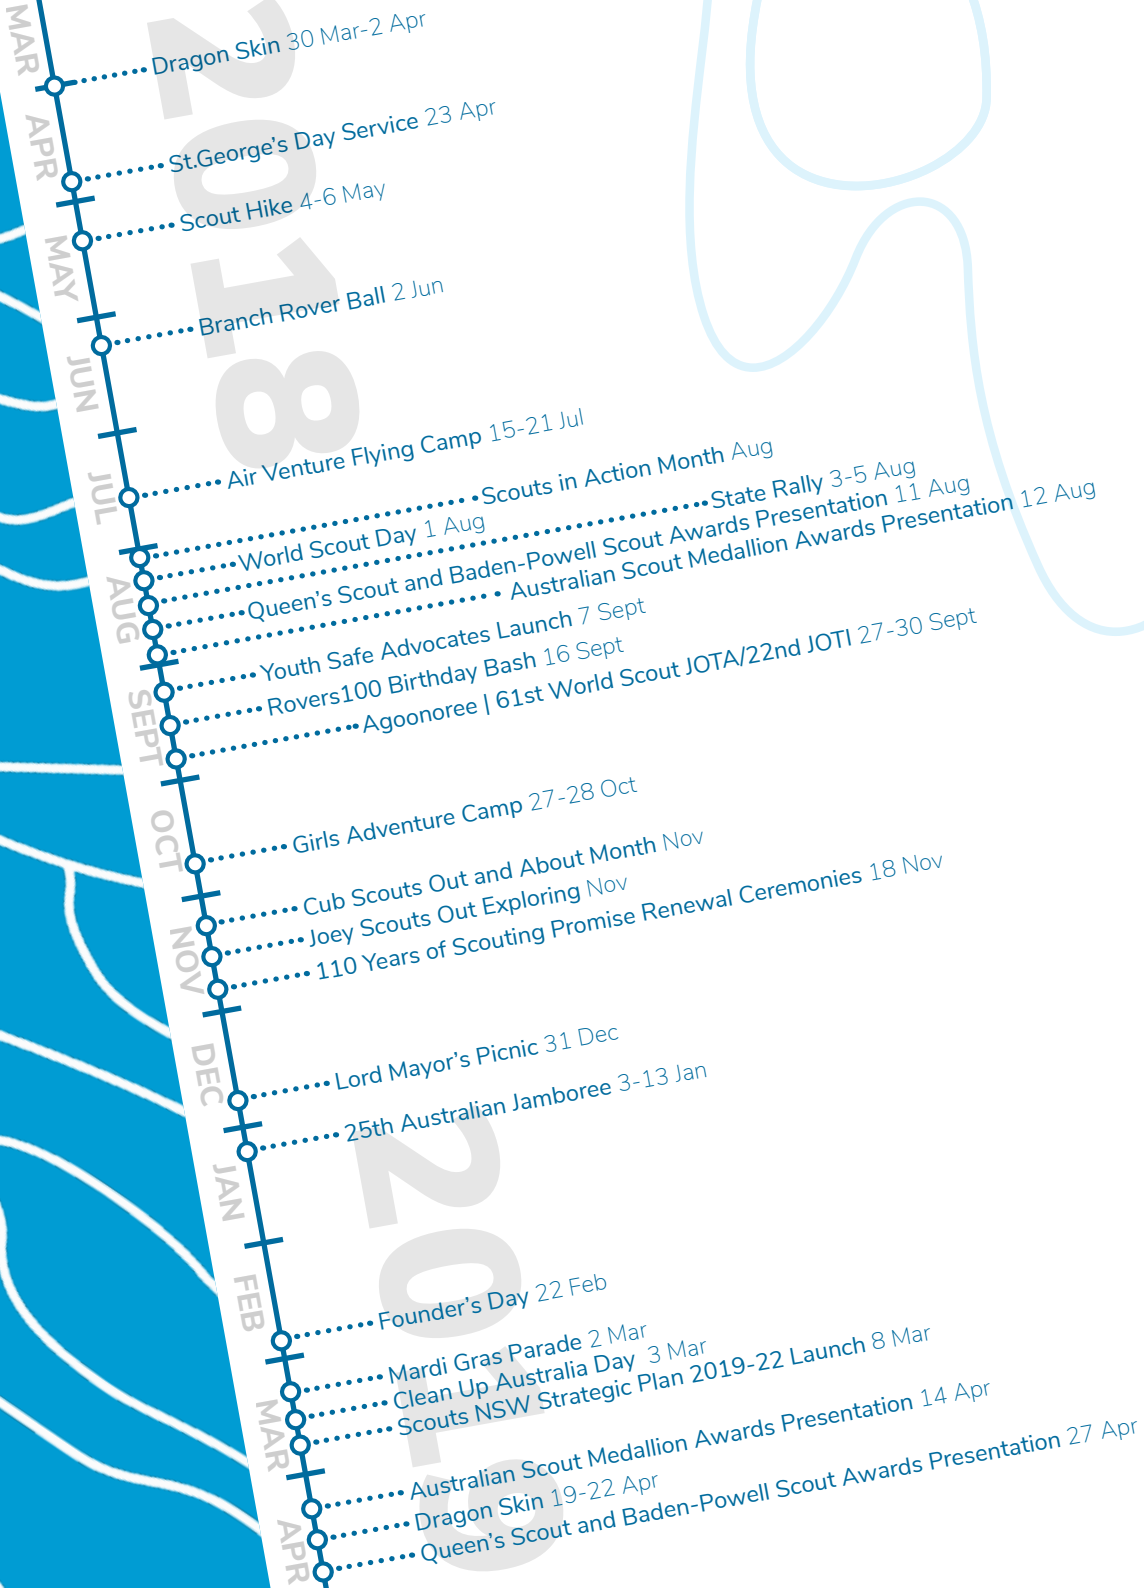 2018
MAR
Dragon Skin 30 Mar-2 Apr
APR
St.George’s Day Service 23 Apr
Scout Hike 4-6 May
MAY
Branch Rover Ball 2 Jun
JUN
Air Venture Flying Camp 15-21 Jul
JUL
Scouts in Action Month Aug
World Scout Day 1 Aug
State Rally 3-5 Aug
Queen’s Scout and Baden-Powell Scout Awards Presentation 11 Aug
Australian Scout Medallion Awards Presentation 12 Aug
AUG
Youth Safe Advocates Launch 7 Sept
Rovers100 Birthday Bash 16 Sept
Agoonoree | 61st World Scout JOTA/22nd JOTI 27-30 Sept
SEPT
Girls Adventure Camp 27-28 Oct
OCT
Cub Scouts Out and About Month Nov
Joey Scouts Out Exploring Nov
110 Years of Scouting Promise Renewal Ceremonies 18 Nov
NOV
Lord Mayor’s Picnic 31 Dec
DEC
2019
25th Australian Jamboree 3-13 Jan
JAN
Founder’s Day 22 Feb
FEB
Mardi Gras Parade 2 Mar
Clean Up Australia Day 3 Mar
Scouts NSW Strategic Plan 2019-22 Launch 8 Mar
MAR
Australian Scout Medallion Awards Presentation 14 Apr
Dragon Skin 19-22 Apr
Queen’s Scout and Baden-Powell Scout Awards Presentation 27 Apr
APR